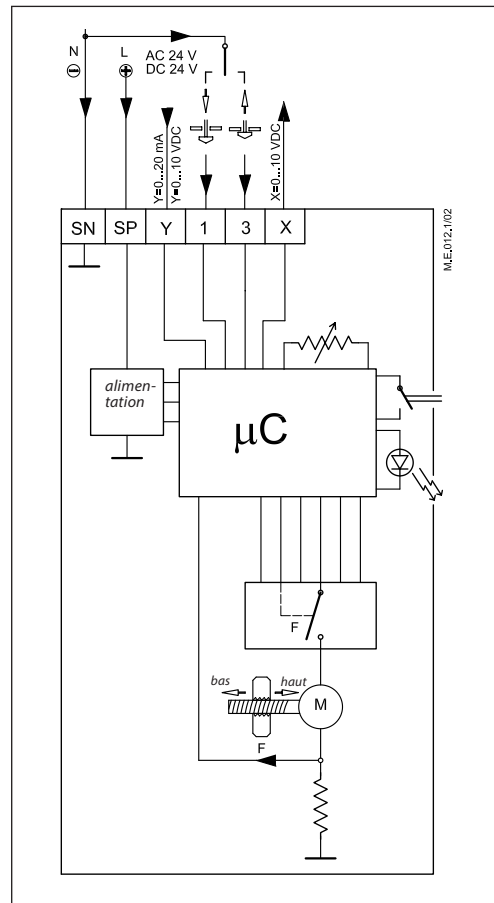 N
L
AC 24 V
DC 24 V
Y=0...20 mA
Y=0...10 VDC
X=0...10 VDC
SN
SP
Y
1
3
X
M.E.012.1/02
alimen-
tation
µC
F
bas
haut
M
F